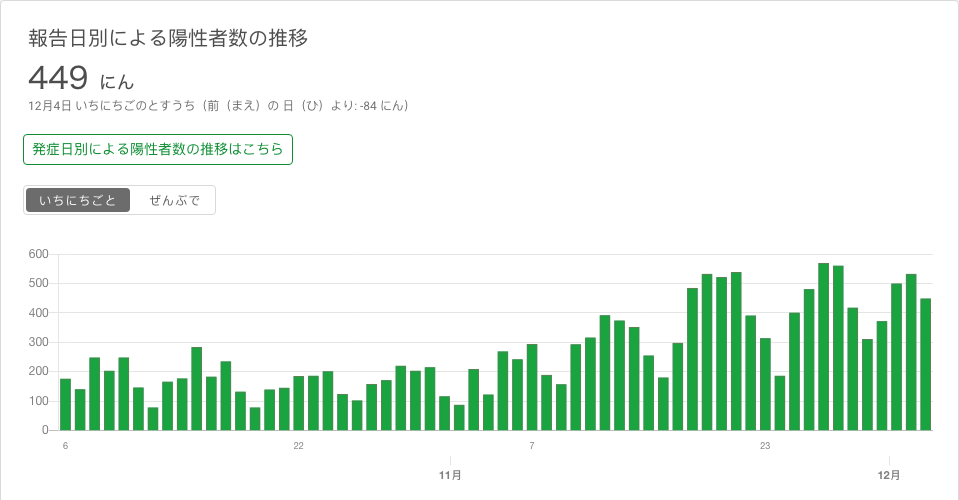 報告日別による陽性者数の推移
449 にん
12月4日 いちにちごのとすうち（前（まえ）の 日（ひ）より: -84 にん）
発症日別による陽性者数の推移はこちら
いちにちごと ぜんぶで
600
500
400
300
200
100
0
6 22 7 23
11月 12月